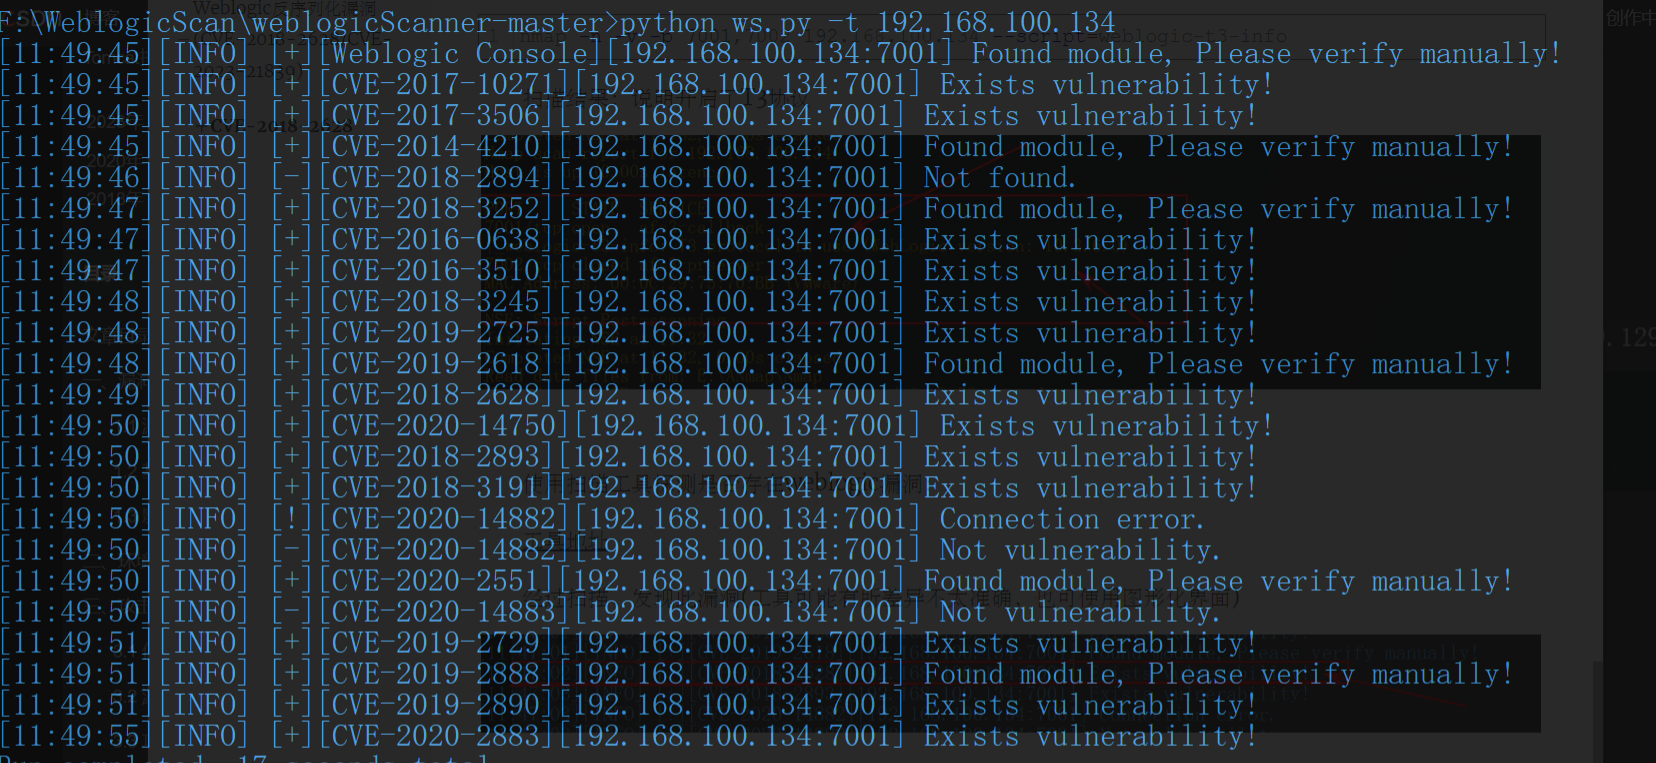 F:\WeblogicScan\weblogicScanner-master>python ws.py -t 192.168.100.134
[11:49:45][INFO] [+][Weblogic Console][192.168.100.134:7001] Found module, Please verify manually!
[11:49:45][INFO] [+][CVE-2017-10271][192.168.100.134:7001] Exists vulnerability!
[11:49:45][INFO] [+][CVE-2017-3506][192.168.100.134:7001] Exists vulnerability!
[11:49:45][INFO] [+][CVE-2014-4210][192.168.100.134:7001] Found module, Please verify manually!
[11:49:46][INFO] [-][CVE-2018-2894][192.168.100.134:7001] Not found.
[11:49:47][INFO] [+][CVE-2018-3252][192.168.100.134:7001] Found module, Please verify manually!
[11:49:47][INFO] [+][CVE-2016-0638][192.168.100.134:7001] Exists vulnerability!
[11:49:47][INFO] [+][CVE-2016-3510][192.168.100.134:7001] Exists vulnerability!
[11:49:48][INFO] [+][CVE-2018-3245][192.168.100.134:7001] Exists vulnerability!
[11:49:48][INFO] [+][CVE-2019-2725][192.168.100.134:7001] Exists vulnerability!
[11:49:48][INFO] [+][CVE-2019-2618][192.168.100.134:7001] Found module, Please verify manually!
[11:49:49][INFO] [+][CVE-2018-2628][192.168.100.134:7001] Exists vulnerability!
[11:49:50][INFO] [+][CVE-2020-14750][192.168.100.134:7001] Exists vulnerability!
[11:49:50][INFO] [+][CVE-2018-2893][192.168.100.134:7001] Exists vulnerability!
[11:49:50][INFO] [+][CVE-2018-3191][192.168.100.134:7001] Exists vulnerability!
[11:49:50][INFO] [!][CVE-2020-14882][192.168.100.134:7001] Connection error.
[11:49:50][INFO] [-][CVE-2020-14882][192.168.100.134:7001] Not vulnerability.
[11:49:50][INFO] [+][CVE-2020-2551][192.168.100.134:7001] Found module, Please verify manually!
[11:49:50][INFO] [-][CVE-2020-14883][192.168.100.134:7001] Not vulnerability.
[11:49:51][INFO] [+][CVE-2019-2729][192.168.100.134:7001] Exists vulnerability!
[11:49:51][INFO] [+][CVE-2019-2888][192.168.100.134:7001] Found module, Please verify manually!
[11:49:51][INFO] [+][CVE-2019-2890][192.168.100.134:7001] Exists vulnerability!
[11:49:55][INFO] [+][CVE-2020-2883][192.168.100.134:7001] Exists vulnerability!